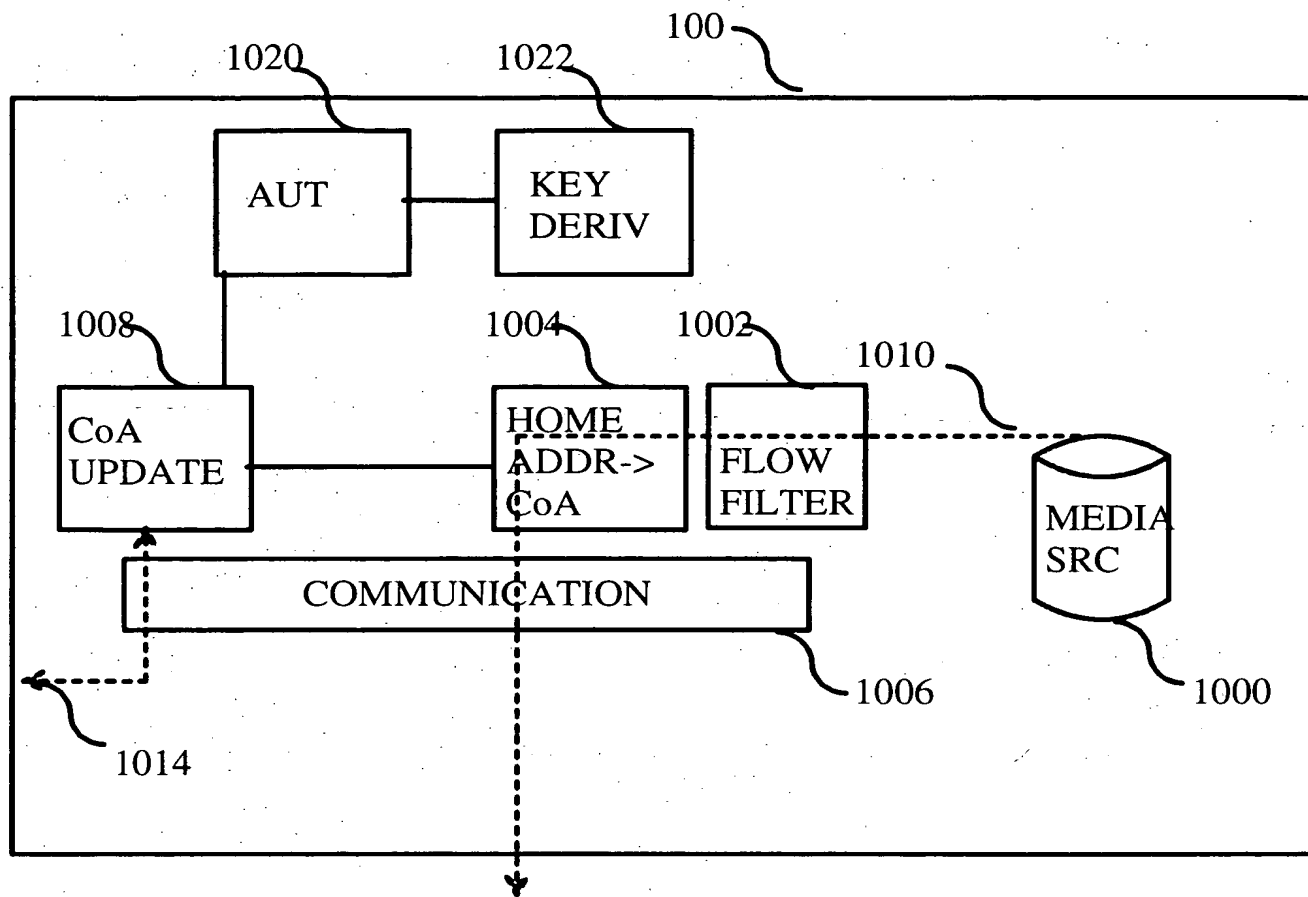 100
1020
1022
AUT
KEY
DERIV
1008
1004
1002
1010
CoA
UPDATE
HOME
ADDR->
CoA
FLOW
FILTER
MEDIA
SRC
COMMUNICATION
1006
1000
1014